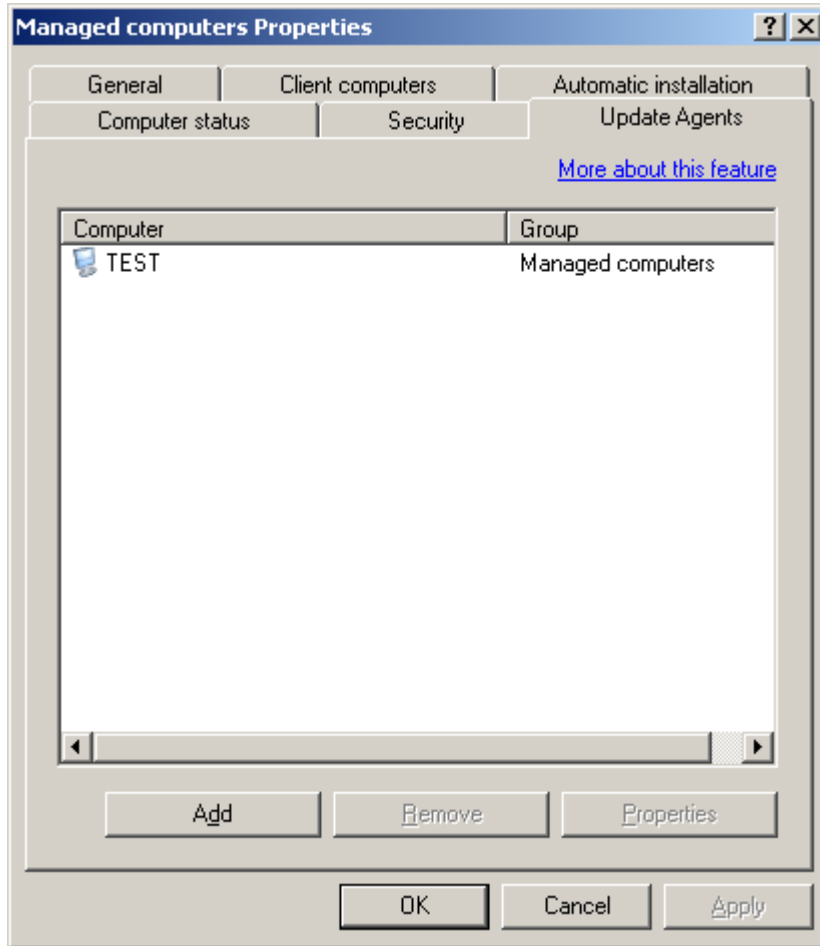 Managed computers Properties
General Client computers Automatic installation
Computer status Security Update Agents
More about this feature
Computer Group
TEST Managed computers
Add Remove Properties
OK Cancel Apply